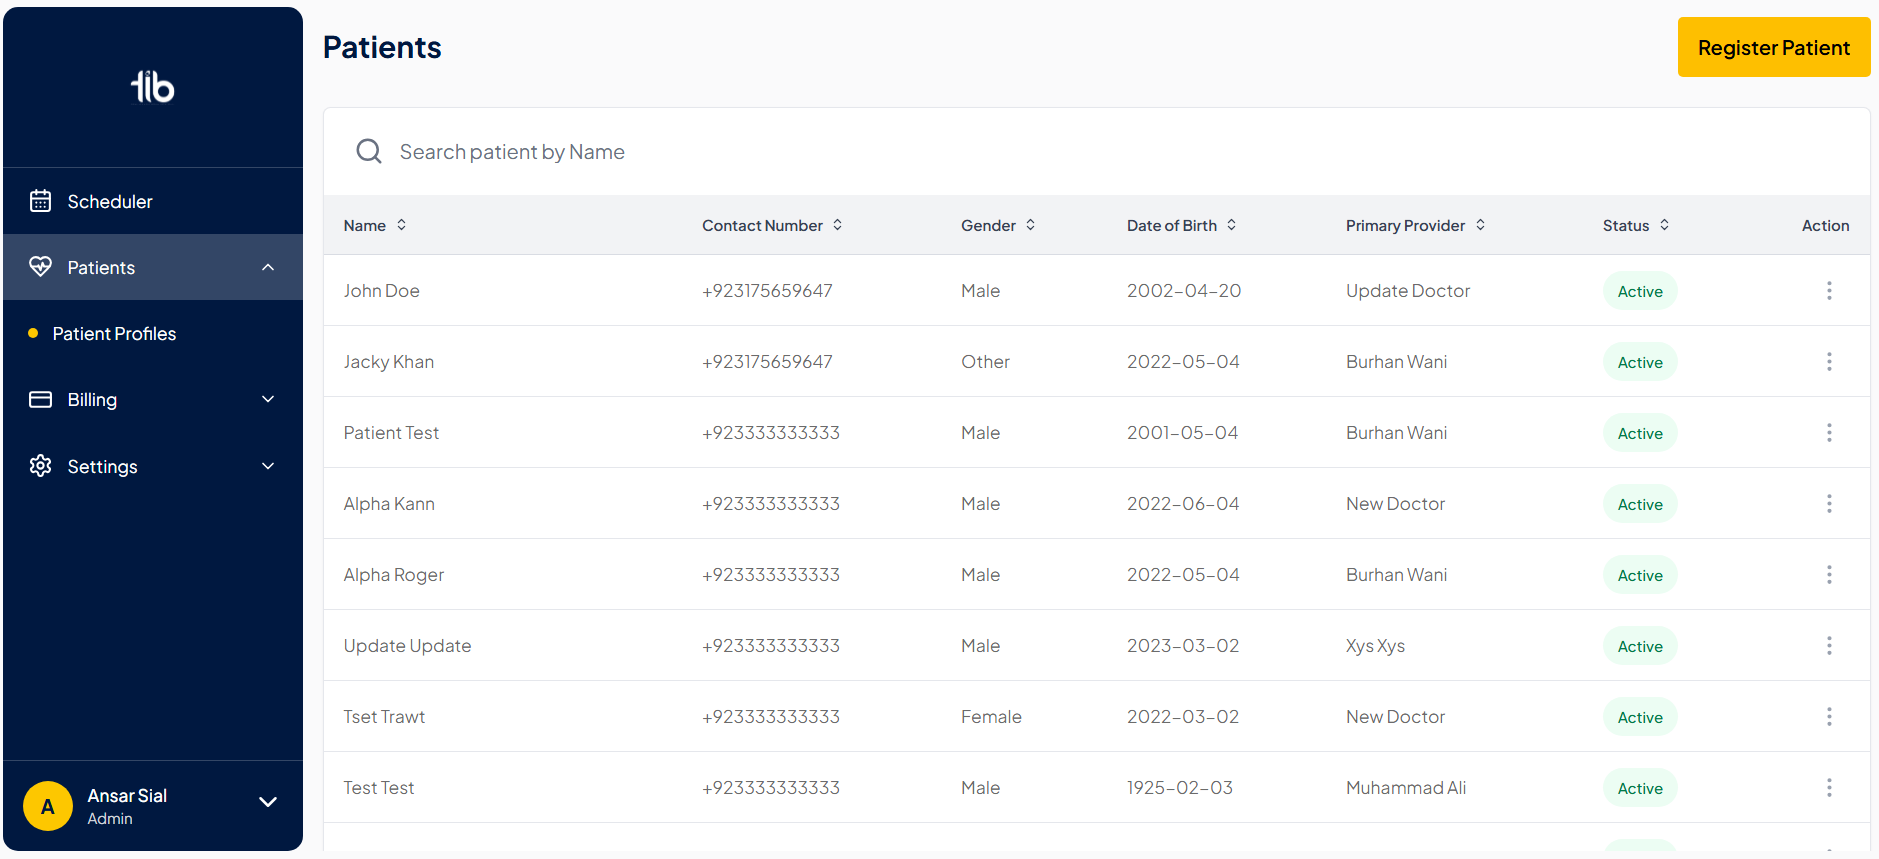 tib
Scheduler
Patients
Patient Profiles
Billing
Settings
A
Ansar Sial
Admin
Patients
Register Patient
Search patient by Name
Name Contact Number Gender Date of Birth Primary Provider Status Action
John Doe +923175659647 Male 2002-04-20 Update Doctor Active
Jacky Khan +923175659647 Other 2022-05-04 Burhan Wani Active
Patient Test +923333333333 Male 2001-05-04 Burhan Wani Active
Alpha Kann +923333333333 Male 2022-06-04 New Doctor Active
Alpha Roger +923333333333 Male 2022-05-04 Burhan Wani Active
Update Update +923333333333 Male 2023-03-02 Xys Xys Active
Tset Trawt +923333333333 Female 2022-03-02 New Doctor Active
Test Test +923333333333 Male 1925-02-03 Muhammad Ali Active